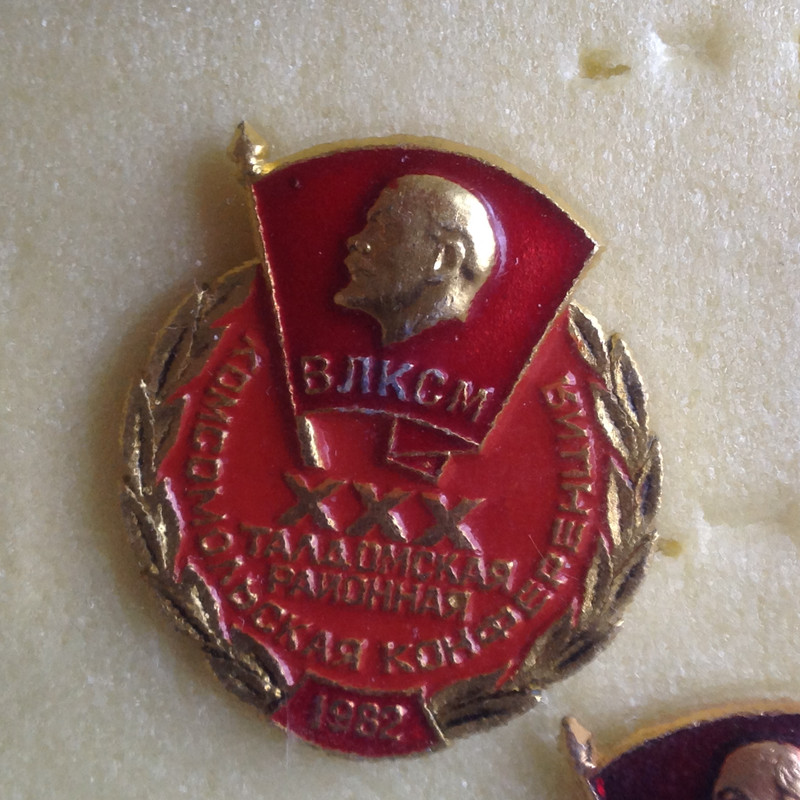 ВЛКСМ
XXX
ТАЛДОМСКАЯ
РАЙОННАЯ
КОМСОМОЛЬСКАЯ КОНФЕРЕНЦИЯ
1982